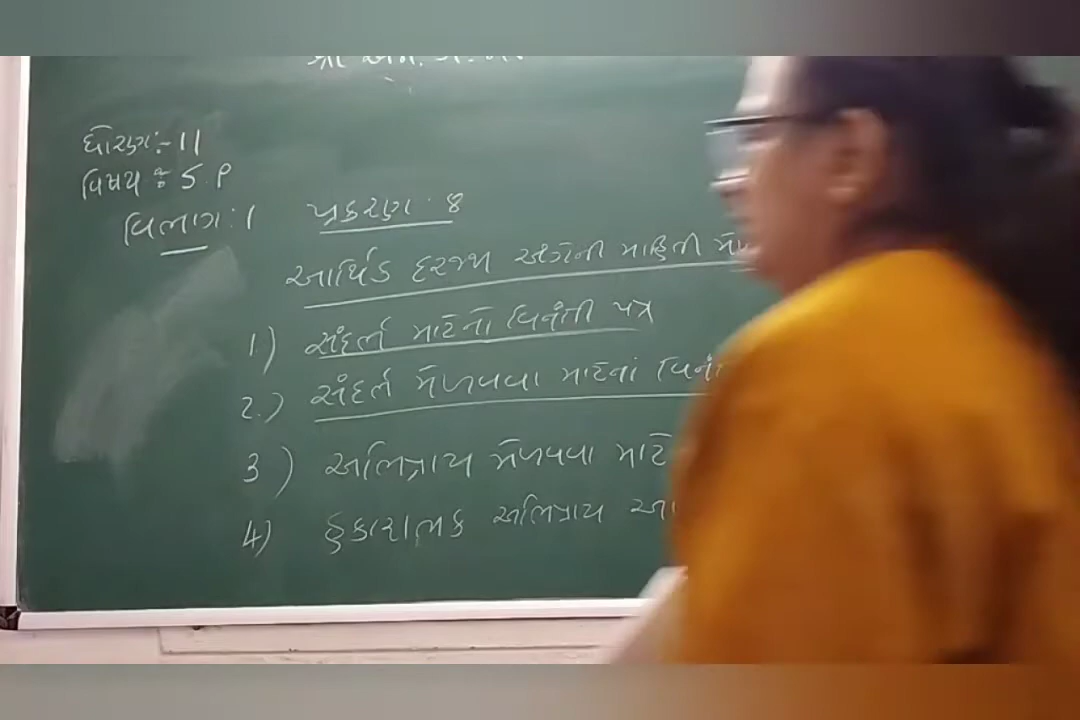 ધોરણ:- 11
વિષય :- S.P
વિભાગ:1 પ્રકરણ:8
આર્થિક દરજ્જા અંગેની માહિતી
1.) સંદર્ભ માટેનો વિનંતી પત્ર
2.) સંદર્ભ મેળવવા માટેનાં
3) અભિપ્રાય મેળવવા માટે
4) હકારાત્મક અભિપ્રાય